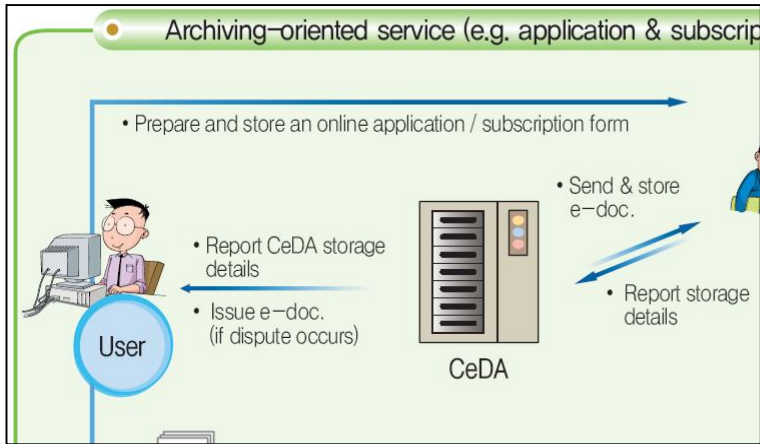 Archiving-oriented service (e.g. application & subscrip
• Prepare and store an online application / subscription form
• Send & store
e-doc.
• Report CeDA storage
details
• Report storage
details
• Issue e-doc.
(if dispute occurs)
User
CeDA